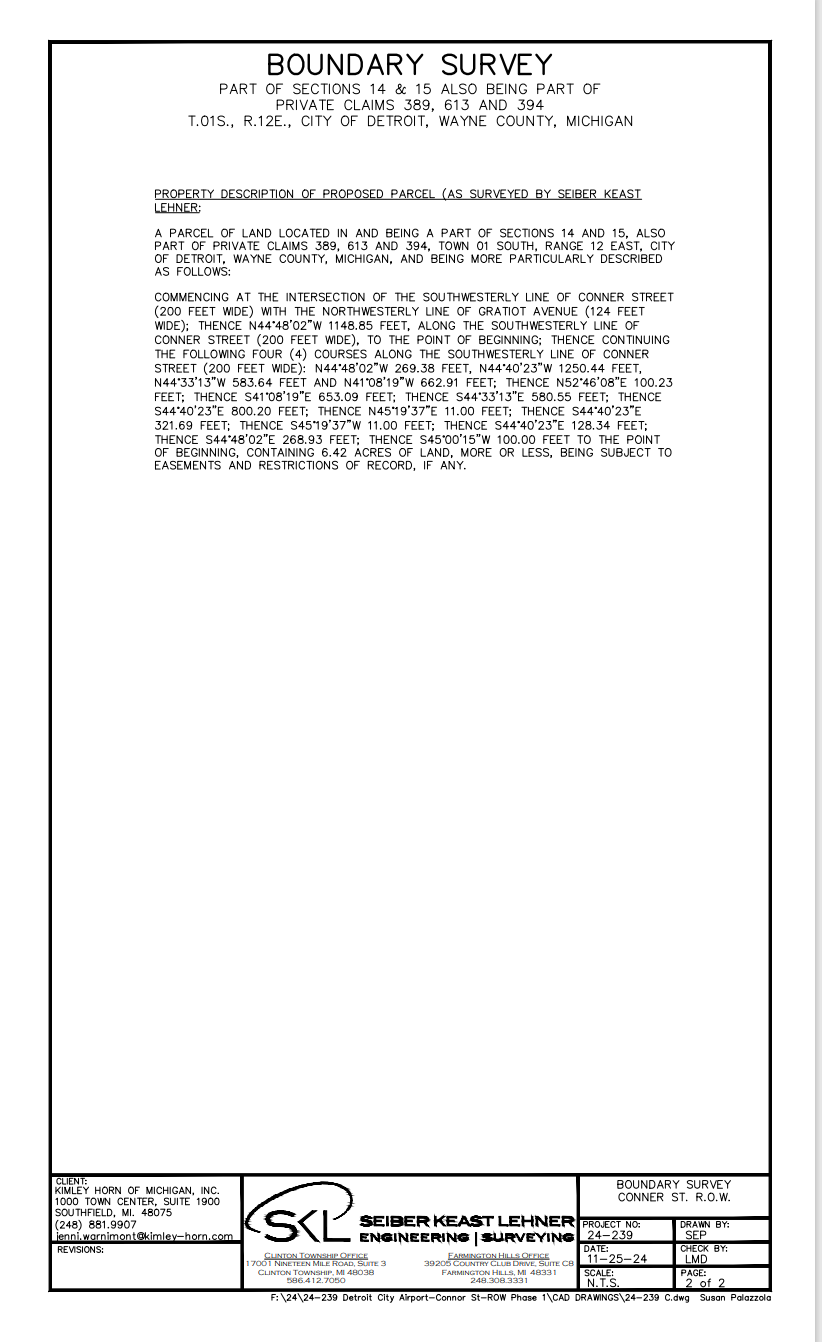 BOUNDARY SURVEY
PART OF SECTIONS 14 & 15 ALSO BEING PART OF
PRIVATE CLAIMS 389, 613 AND 394
T.01S., R.12E., CITY OF DETROIT, WAYNE COUNTY, MICHIGAN
PROPERTY DESCRIPTION OF PROPOSED PARCEL (AS SURVEYED BY SEIBER KEAST
LEHNER:
A PARCEL OF LAND LOCATED IN AND BEING A PART OF SECTIONS 14 AND 15, ALSO
PART OF PRIVATE CLAIMS 389, 613 AND 394, TOWN 01 SOUTH, RANGE 12 EAST, CITY
OF DETROIT, WAYNE COUNTY, MICHIGAN, AND BEING MORE PARTICULARLY DESCRIBED
AS FOLLOWS:
COMMENCING AT THE INTERSECTION OF THE SOUTHWESTERLY LINE OF CONNER STREET
(200 FEET WIDE) WITH THE NORTHWESTERLY LINE OF GRATIOT AVENUE (124 FEET
WIDE); THENCE N44°48'02"W 1148.85 FEET, ALONG THE SOUTHWESTERLY LINE OF
CONNER STREET (200 FEET WIDE), TO THE POINT OF BEGINNING; THENCE CONTINUING
THE FOLLOWING FOUR (4) COURSES ALONG THE SOUTHWESTERLY LINE OF CONNER
STREET (200 FEET WIDE): N44°48'02"W 269.38 FEET, N44°40'23"W 1250.44 FEET,
N44°33'13"W 583.64 FEET AND N41°08'19"W 662.91 FEET; THENCE N52°46'08"E 100.23
FEET; THENCE S41°08'19"E 653.09 FEET; THENCE S44°33'13"E 580.55 FEET; THENCE
S44°40'23"E 800.20 FEET; THENCE N45°19'37"E 11.00 FEET; THENCE S44°40'23"E
321.69 FEET; THENCE S45°19'37"W 11.00 FEET; THENCE S44°40'23"E 128.34 FEET;
THENCE S44°48'02"E 268.93 FEET; THENCE S45°00'15"W 100.00 FEET TO THE POINT
OF BEGINNING, CONTAINING 6.42 ACRES OF LAND, MORE OR LESS, BEING SUBJECT TO
EASEMENTS AND RESTRICTIONS OF RECORD, IF ANY.
CLIENT:
KIMLEY HORN OF MICHIGAN, INC.
1000 TOWN CENTER, SUITE 1900
SOUTHFIELD, MI. 48075
(248) 881.9907
jenni.warnimont@kimley-horn.com
REVISIONS:
SKL
SEIBER KEAST LEHNER
ENGINEERING | SURVEYING
CLINTON TOWNSHIP OFFICE
17001 NINETEEN MILE ROAD, SUITE 3
CLINTON TOWNSHIP, MI 48038
586.412.7050
FARMINGTON HILLS OFFICE
39205 COUNTRY CLUB DRIVE, SUITE C8
FARMINGTON HILLS, MI 48331
248.308.3331
BOUNDARY SURVEY
CONNER ST. R.O.W.
PROJECT NO:
24-239
DRAWN BY:
SEP
DATE:
11-25-24
CHECK BY:
LMD
SCALE:
N.T.S.
PAGE:
2 of 2
F:\24\24-239 Detroit City Airport-Connor St-ROW Phase 1\CAD DRAWINGS\24-239 C.dwg Susan Palazzola